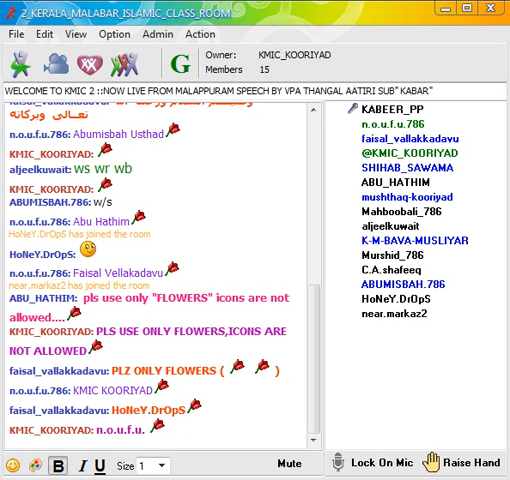 2_KERALA_MALABAR_ISLAMIC_CLASS_ROOM
File Edit View Option Admin Action
G
Owner: KMIC_KOORIYAD
Members 15
WELCOME TO KMIC 2 ::NOW LIVE FROM MALAPPURAM SPEECH BY VPA THANGAL AATIRI SUB" KABAR"
faisal_vallakkadavu:
تعـالـى وبركاته
n.o.u.f.u.786: Abumisbah Usthad
KMIC_KOORIYAD:
aljeelkuwait: ws wr wb
KMIC_KOORIYAD:
ABUMISBAH.786: w/s
n.o.u.f.u.786: Abu Hathim
HoNeY.DrOpS has joined the room
HoNeY.DrOpS:
n.o.u.f.u.786: Faisal Vellakadavu
near.markaz2 has joined the room
ABU_HATHIM: pls use only "FLOWERS" icons are not
allowed....
KMIC_KOORIYAD: PLS USE ONLY FLOWERS,ICONS ARE
NOT ALLOWED
faisal_vallakkadavu: PLZ ONLY FLOWERS ( )
n.o.u.f.u.786: KMIC KOORIYAD
faisal_vallakkadavu: HoNeY.DrOpS
KMIC_KOORIYAD: n.o.u.f.u.
KABEER_PP
n.o.u.f.u.786
faisal_vallakkadavu
@KMIC_KOORIYAD
SHIHAB_SAWAMA
ABU_HATHIM
mushthaq-kooriyad
Mahboobali_786
aljeelkuwait
K-M-BAVA-MUSLIYAR
Murshid_786
C.A.shafeeq
ABUMISBAH.786
HoNeY.DrOpS
near.markaz2
B I U Size 1 Mute
Lock On Mic Raise Hand